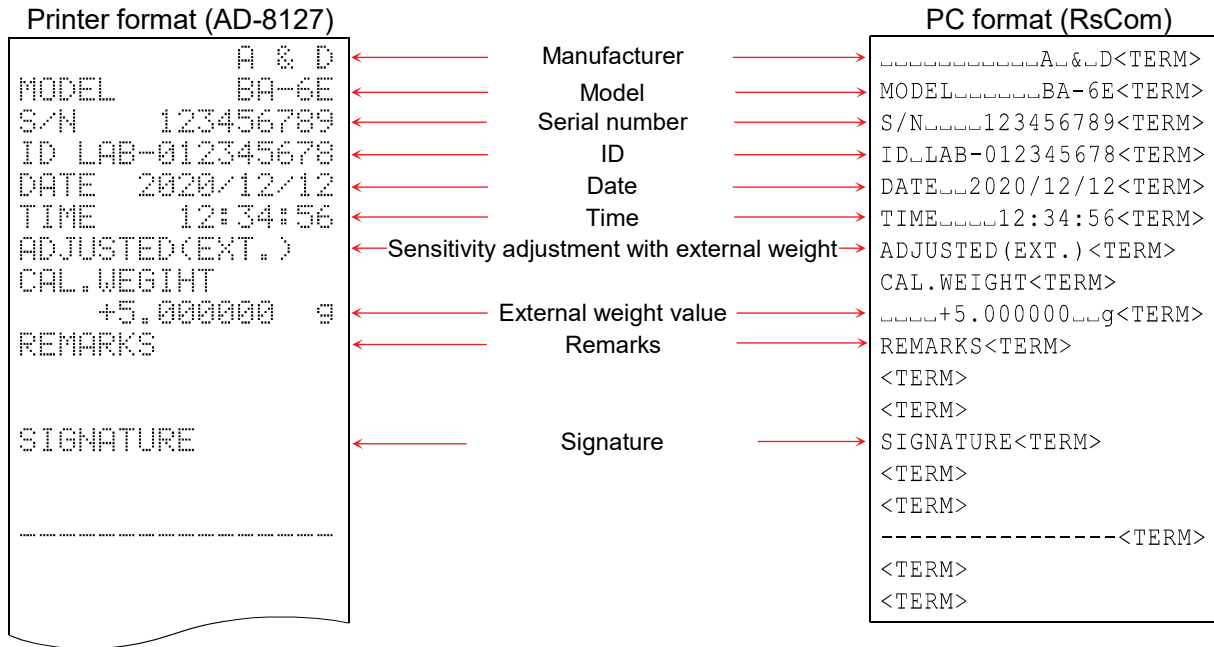 Printer format (AD-8127)
A & D
MODEL BA-6E
S/N 123456789
ID LAB-012345678
DATE 2020/12/12
TIME 12:34:56
ADJUSTED(EXT.)
CAL.WEGIHT
+5.000000 g
REMARKS
SIGNATURE
----------------
Manufacturer
Model
Serial number
ID
Date
Time
Sensitivity adjustment with external weight
External weight value
Remarks
Signature
PC format (RsCom)
␣␣␣␣␣␣␣␣␣␣␣A␣&␣D<TERM>
MODEL␣␣␣␣␣␣BA-6E<TERM>
S/N␣␣␣␣123456789<TERM>
ID␣LAB-012345678<TERM>
DATE␣␣2020/12/12<TERM>
TIME␣␣␣␣12:34:56<TERM>
ADJUSTED(EXT.)<TERM>
CAL.WEIGHT<TERM>
␣␣␣␣+5.000000␣␣g<TERM>
REMARKS<TERM>
<TERM>
<TERM>
SIGNATURE<TERM>
<TERM>
<TERM>
----------------<TERM>
<TERM>
<TERM>